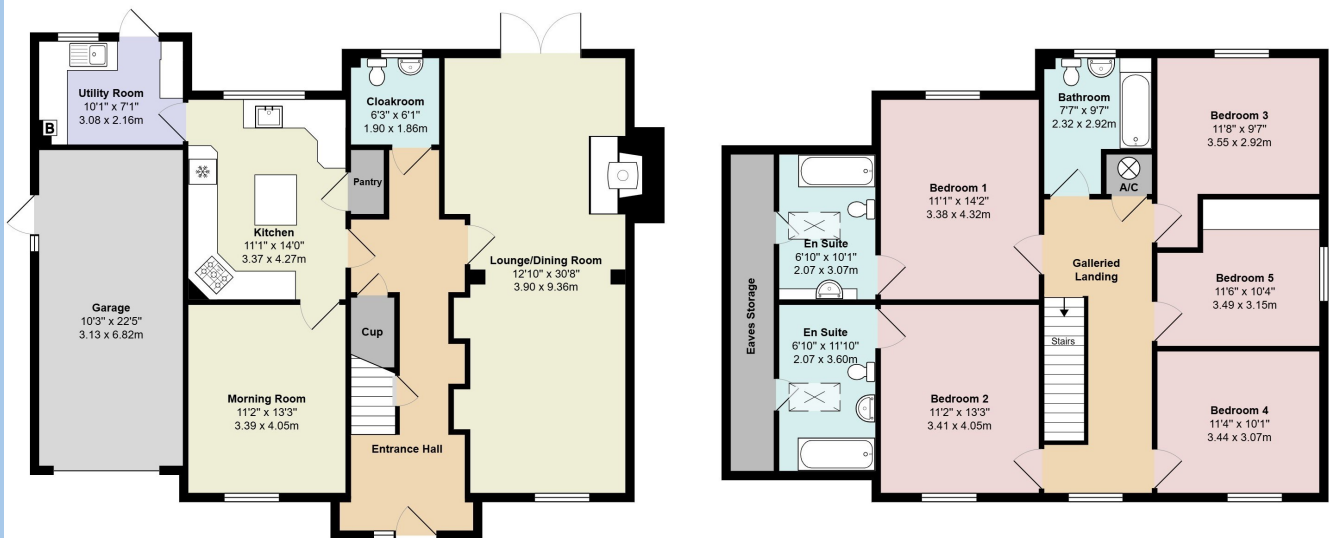 Utility Room
10'1" x 7'1"
3.08 x 2.16m
B
Cloakroom
6'3" x 6'1"
1.90 x 1.86m
Pantry
Kitchen
11'1" x 14'0"
3.37 x 4.27m
Lounge/Dining Room
12'10" x 30'8"
3.90 x 9.36m
Garage
10'3" x 22'5"
3.13 x 6.82m
Cup
Morning Room
11'2" x 13'3"
3.39 x 4.05m
Entrance Hall
Bathroom
7'7" x 9'7"
2.32 x 2.92m
Bedroom 3
11'8" x 9'7"
3.55 x 2.92m
A/C
Bedroom 1
11'1" x 14'2"
3.38 x 4.32m
En Suite
6'10" x 10'1"
2.07 x 3.07m
Galleried
Landing
Bedroom 5
11'6" x 10'4"
3.49 x 3.15m
Eaves Storage
En Suite
6'10" x 11'10"
2.07 x 3.60m
Stairs
Bedroom 2
11'2" x 13'3"
3.41 x 4.05m
Bedroom 4
11'4" x 10'1"
3.44 x 3.07m